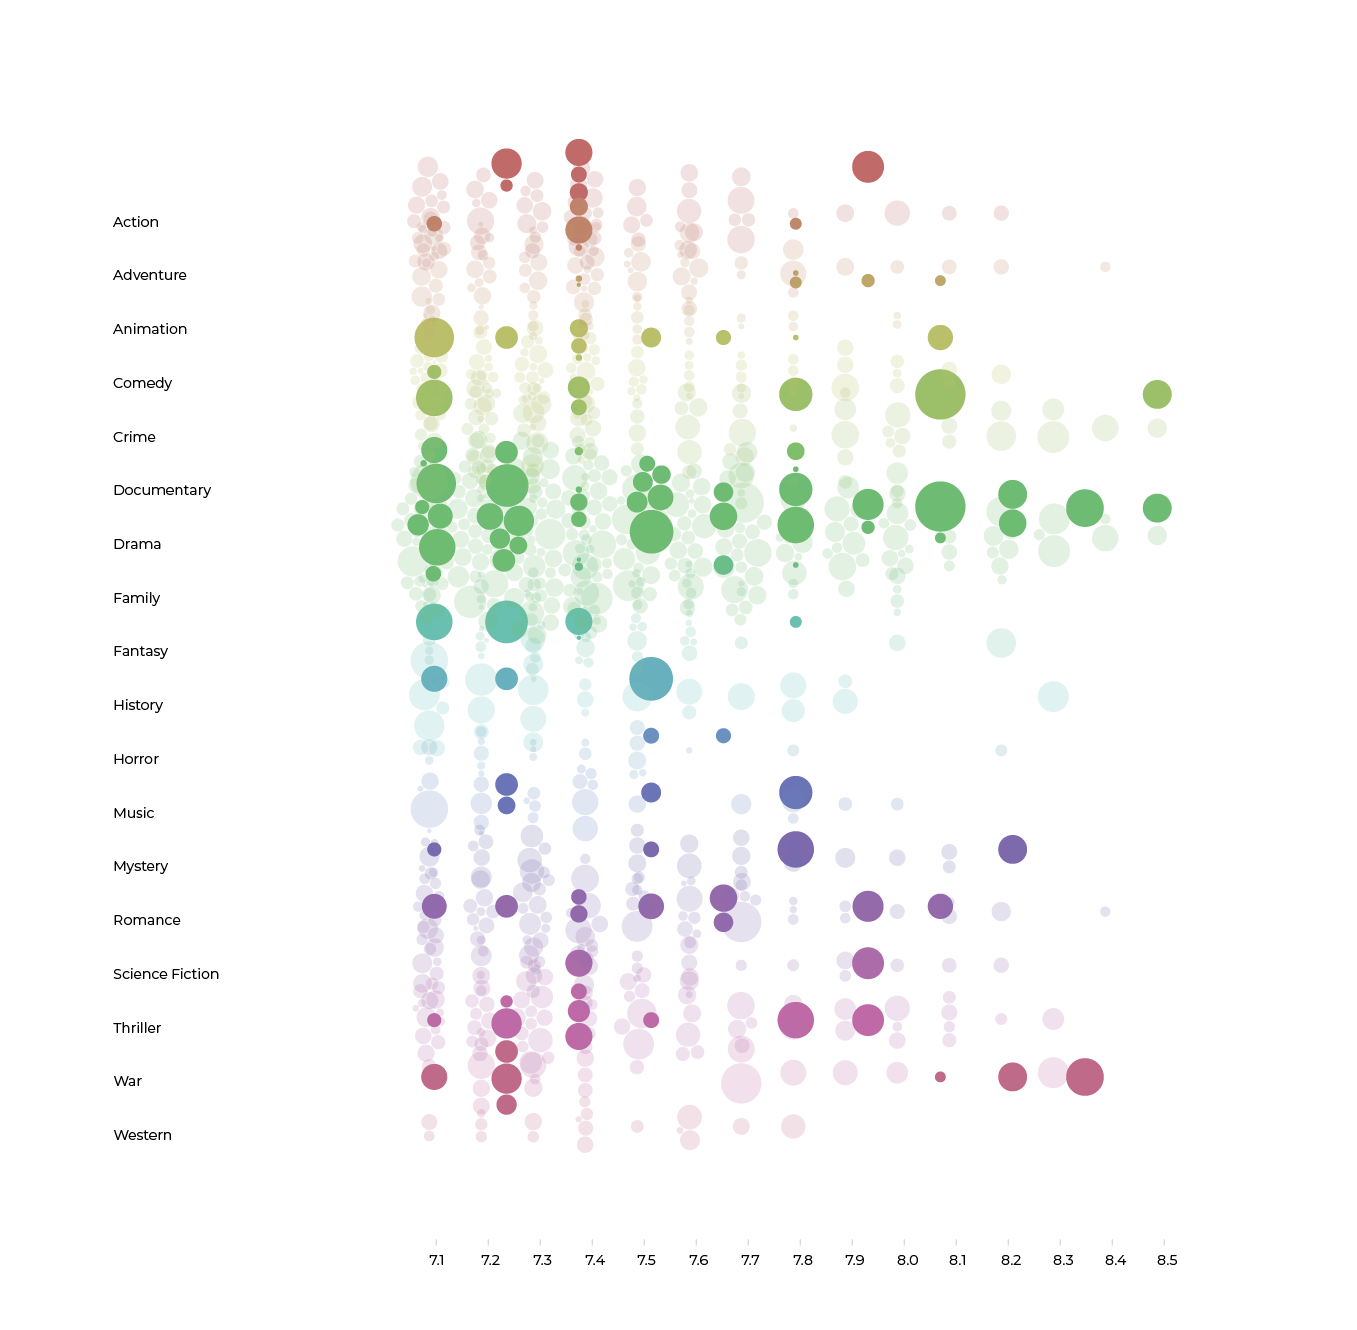 Action
Adventure
Animation
Comedy
Crime
Documentary
Drama
Family
Fantasy
History
Horror
Music
Mystery
Romance
Science Fiction
Thriller
War
Western
7.1 7.2 7.3 7.4 7.5 7.6 7.7 7.8 7.9 8.0 8.1 8.2 8.3 8.4 8.5